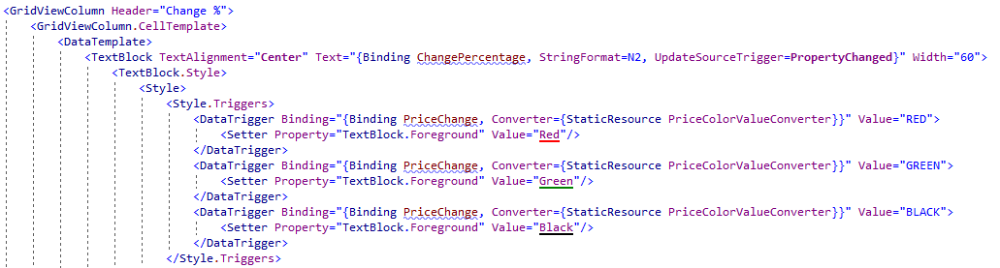 <GridViewColumn Header="Change %">
<GridViewColumn.CellTemplate>
<DataTemplate>
<TextBlock TextAlignment="Center" Text="{Binding ChangePercentage, StringFormat=N2, UpdateSourceTrigger=PropertyChanged}" Width="60">
<TextBlock.Style>
<Style>
<Style.Triggers>
<DataTrigger Binding="{Binding PriceChange, Converter={StaticResource PriceColorValueConverter}}" Value="RED">
<Setter Property="TextBlock.Foreground" Value="Red"/>
</DataTrigger>
<DataTrigger Binding="{Binding PriceChange, Converter={StaticResource PriceColorValueConverter}}" Value="GREEN">
<Setter Property="TextBlock.Foreground" Value="Green"/>
</DataTrigger>
<DataTrigger Binding="{Binding PriceChange, Converter={StaticResource PriceColorValueConverter}}" Value="BLACK">
<Setter Property="TextBlock.Foreground" Value="Black"/>
</DataTrigger>
</Style.Triggers>